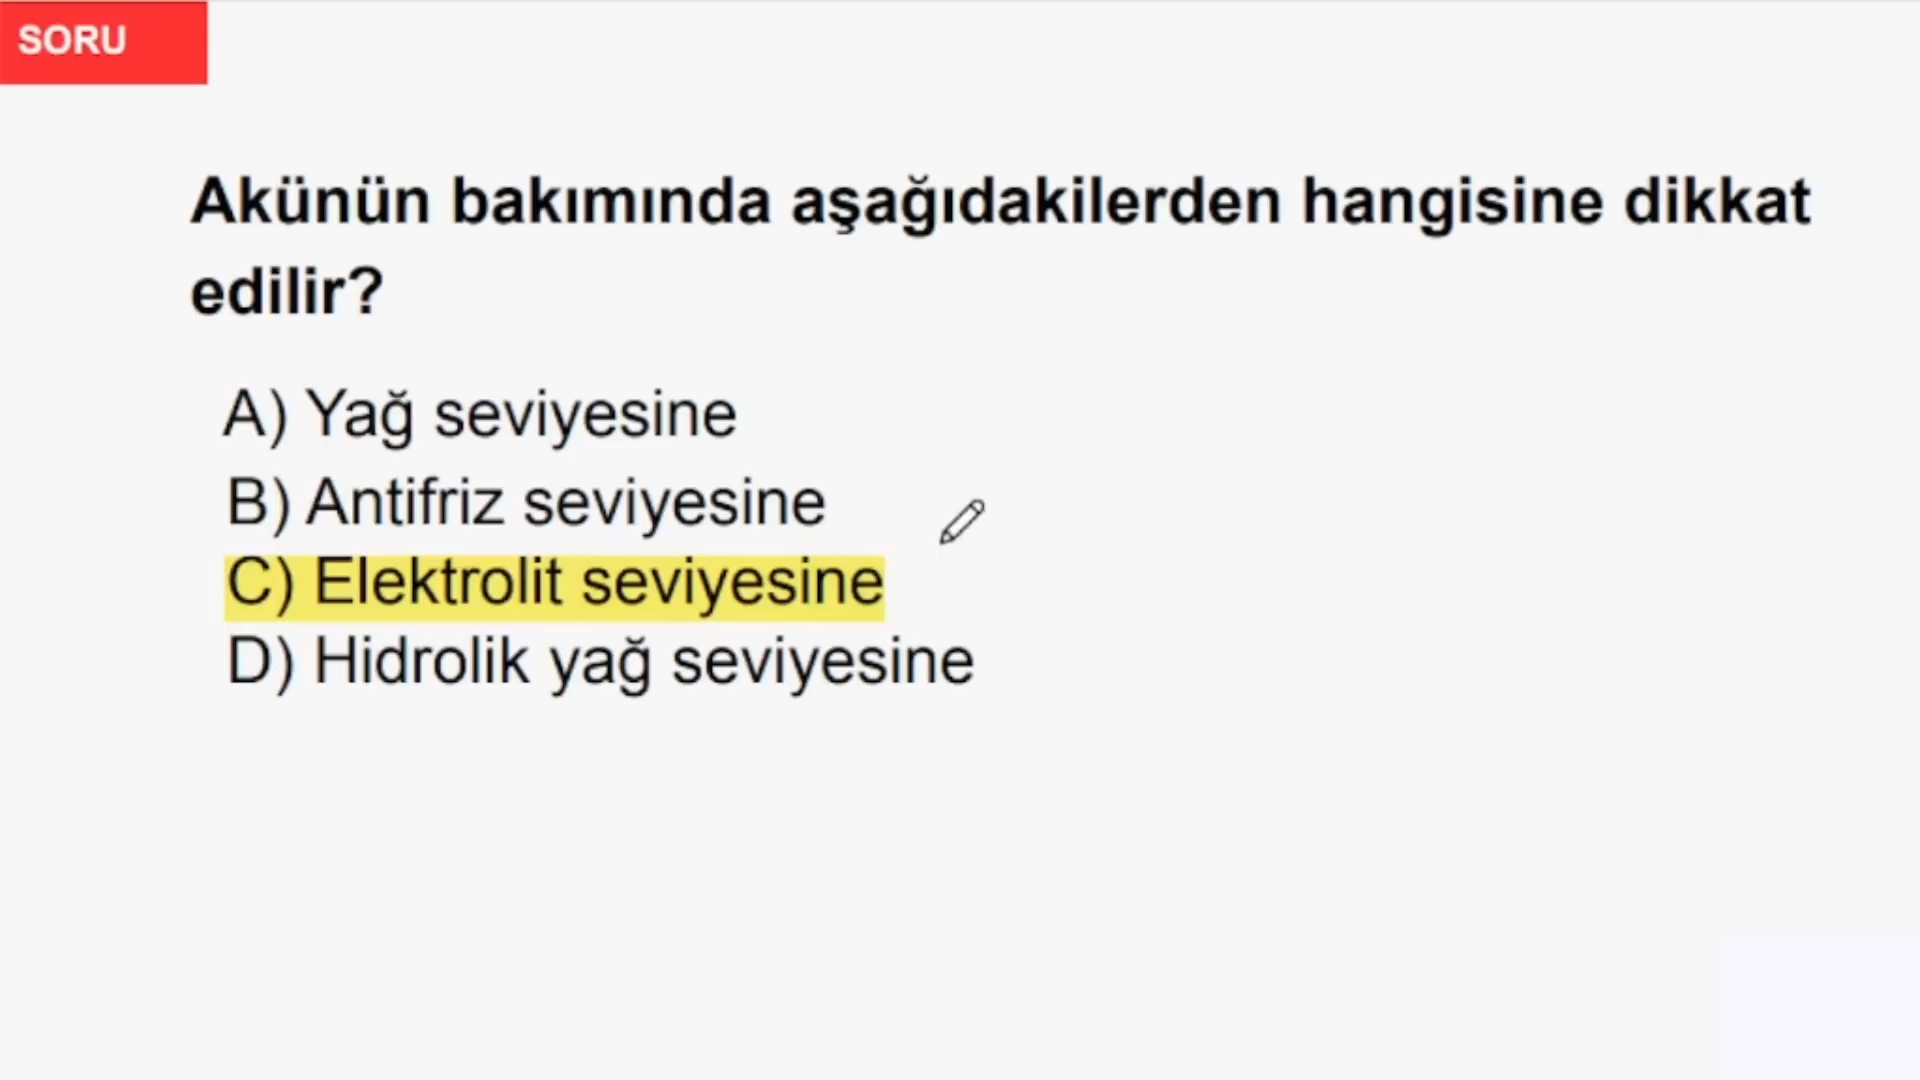 SORU
Akünün bakımında aşağıdakilerden hangisine dikkat
edilir?
A) Yağ seviyesine
B) Antifriz seviyesine
C) Elektrolit seviyesine
D) Hidrolik yağ seviyesine